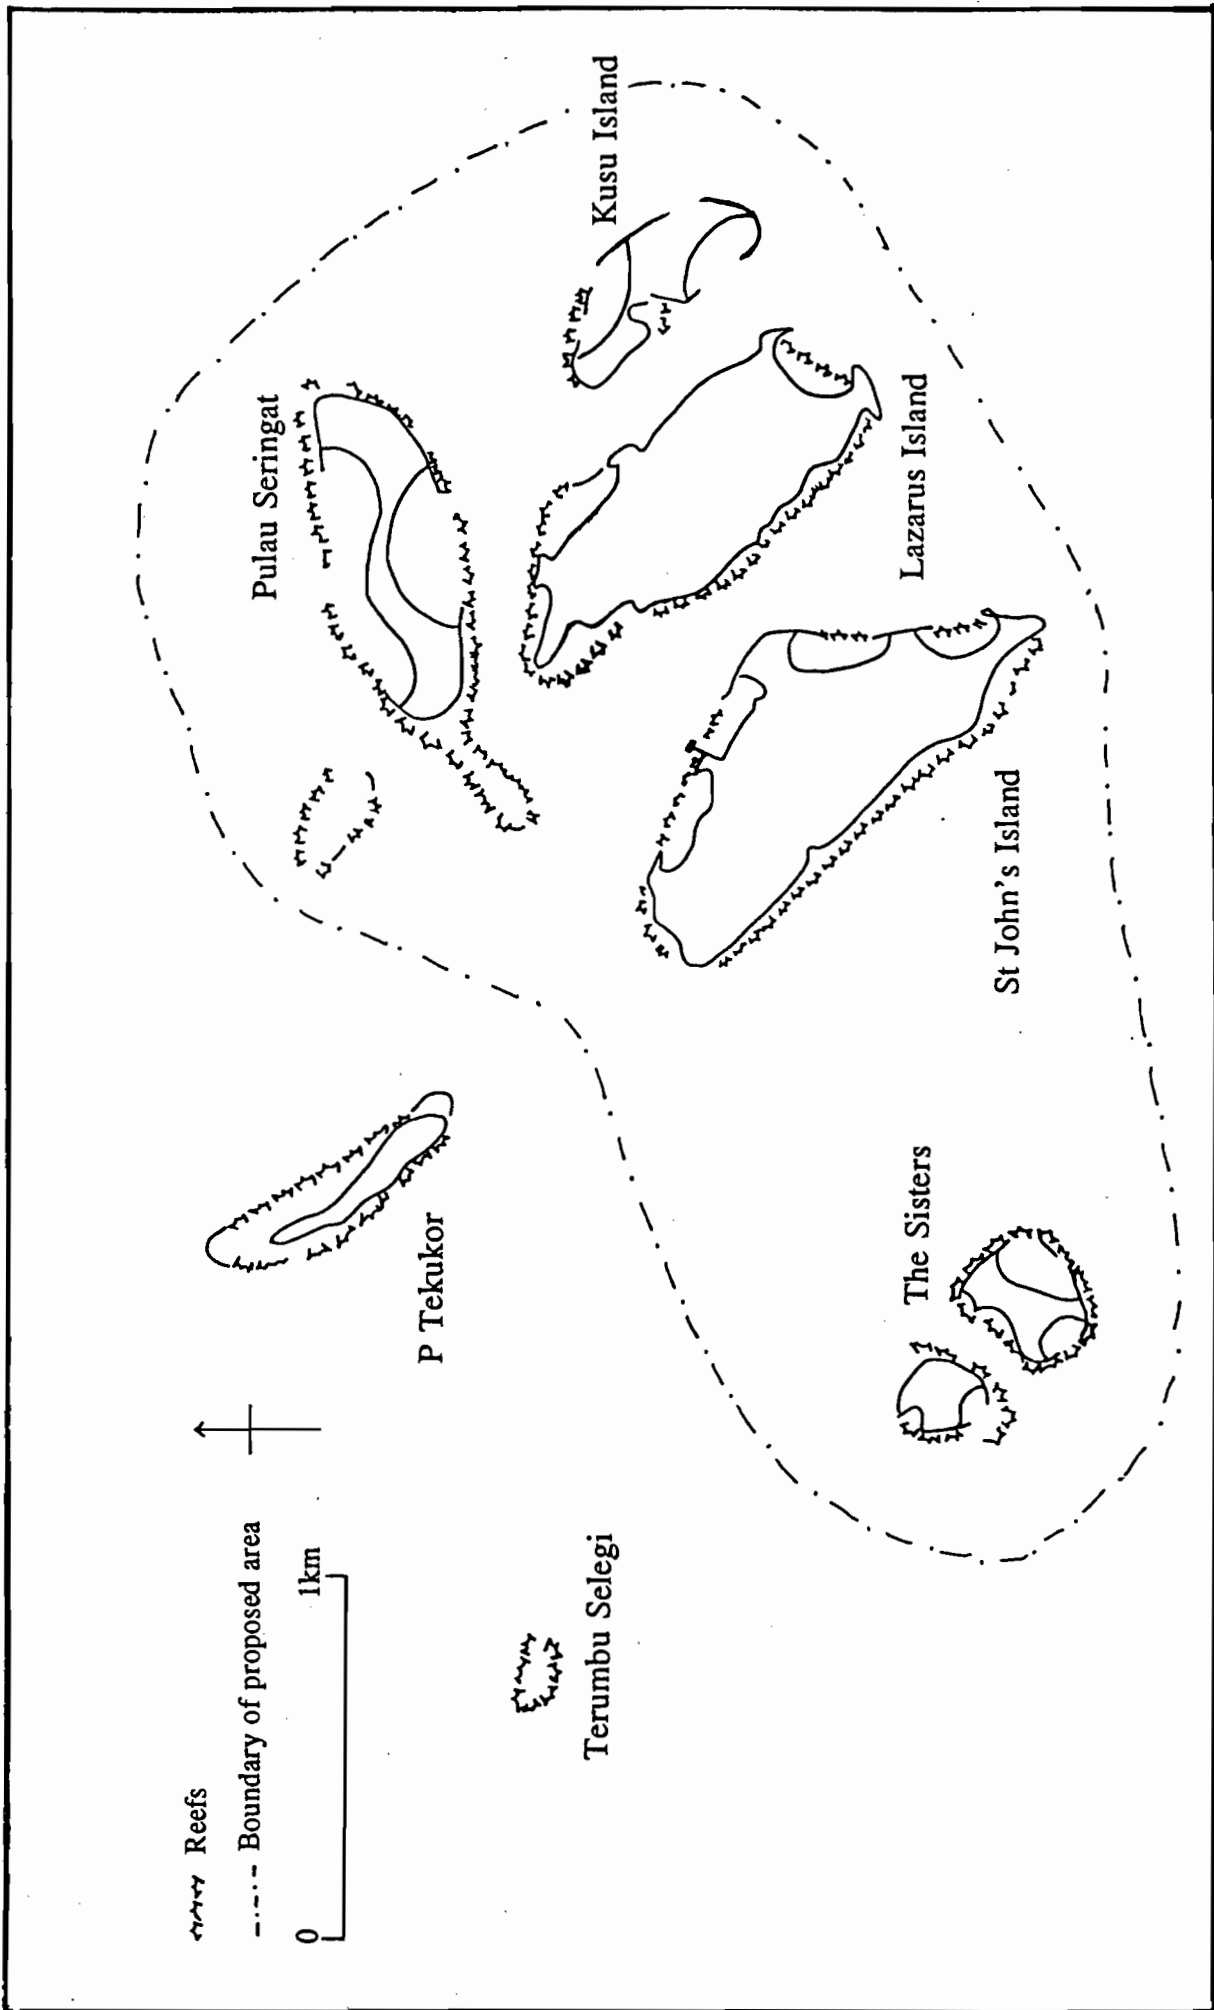 Reefs
Boundary of proposed area
0 1km
Terumbu Selegi
P Tekukor
The Sisters
St John's Island
Pulau Seringat
Lazarus Island
Kusu Island